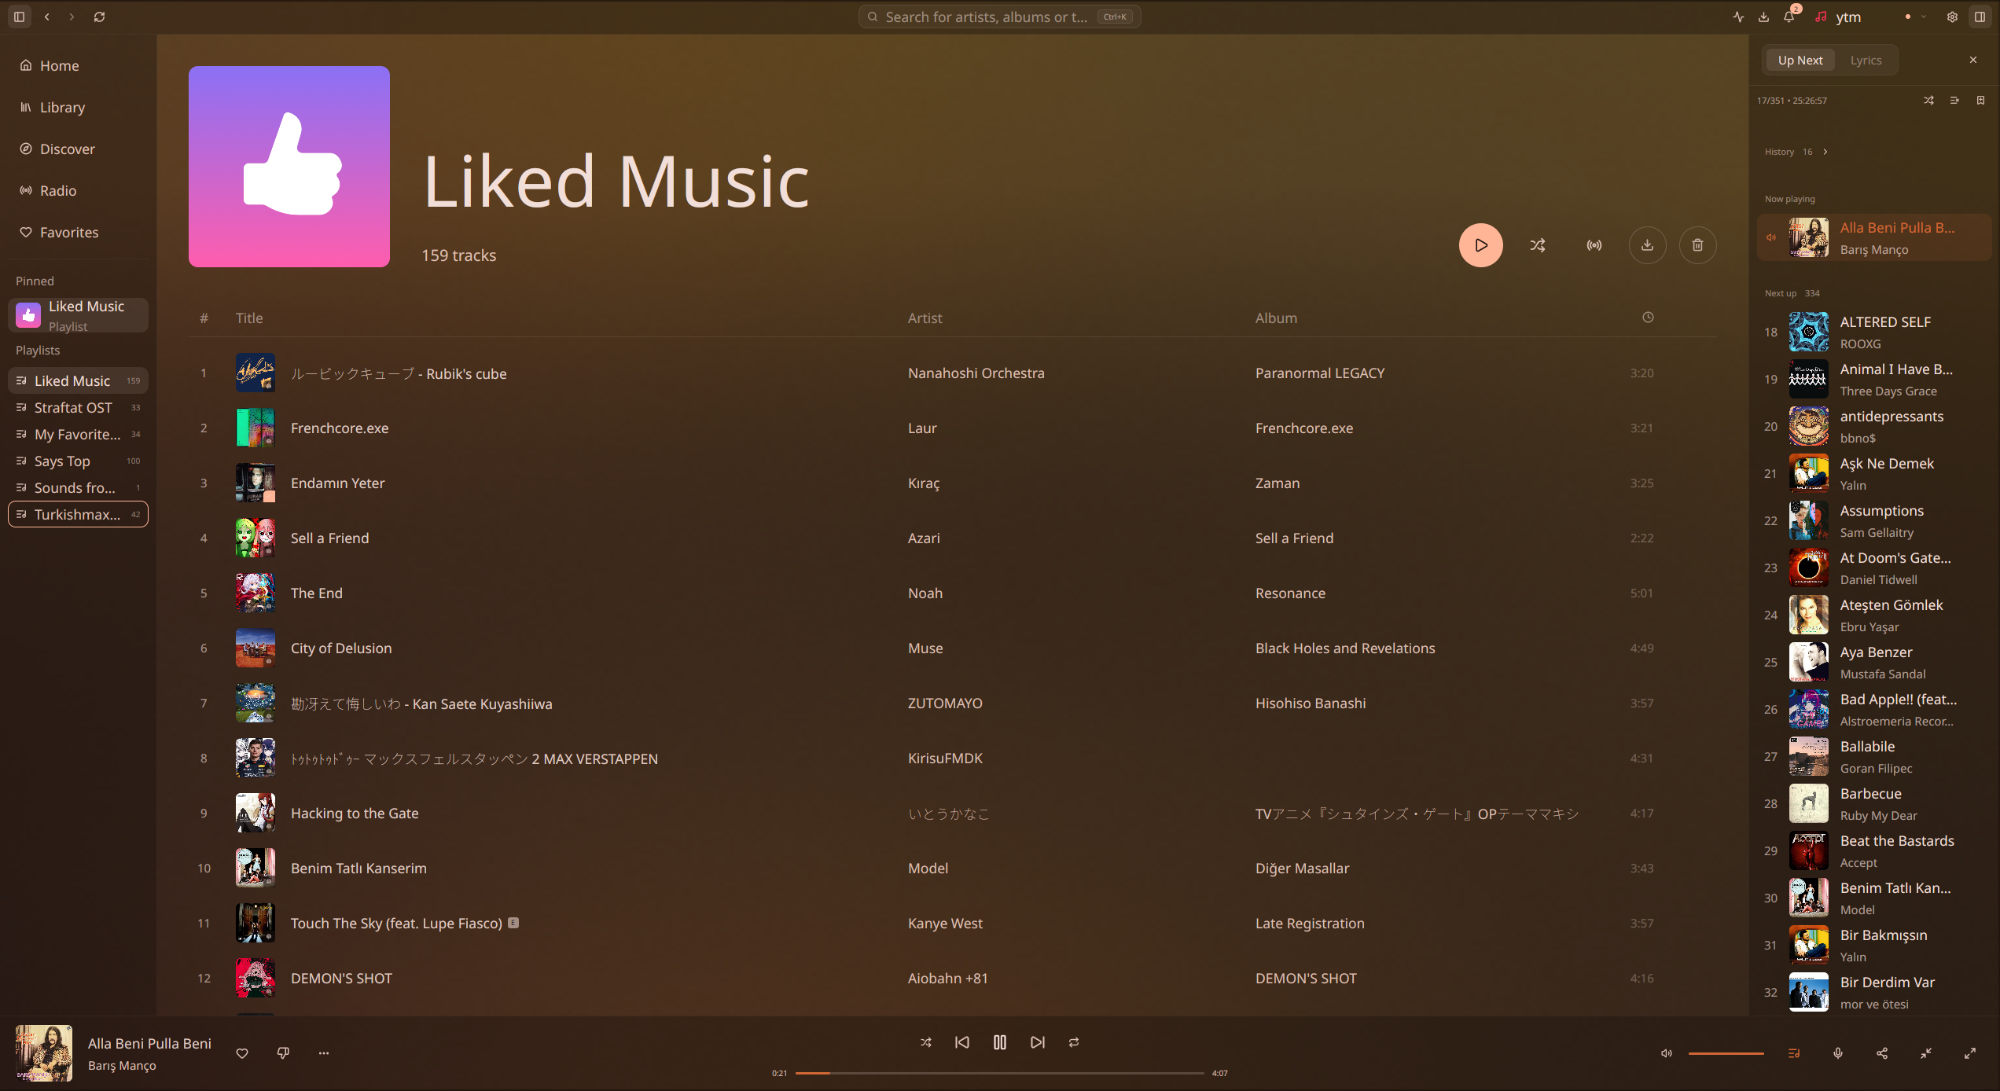 Search for artists, albums or t... Ctrl+K
2
ytm
Home
Library
Discover
Radio
Favorites
Pinned
Liked Music
Playlist
Playlists
Liked Music 159
Straftat OST 33
My Favorite... 34
Says Top 100
Sounds fro... 1
Turkishmax... 42
Liked Music
159 tracks
# Title Artist Album
1 ルービックキューブ - Rubik's cube Nanahoshi Orchestra Paranormal LEGACY 3:20
2 Frenchcore.exe Laur Frenchcore.exe 3:21
3 Endamın Yeter Kıraç Zaman 3:25
4 Sell a Friend Azari Sell a Friend 2:22
5 The End Noah Resonance 5:01
6 City of Delusion Muse Black Holes and Revelations 4:49
7 勘冴えて悔しいわ - Kan Saete Kuyashiiwa ZUTOMAYO Hisohiso Banashi 3:57
8 ﾄｩﾄｩﾄｩﾄﾞｩｰ マックスフェルスタッペン 2 MAX VERSTAPPEN KirisuFMDK 4:31
9 Hacking to the Gate いとうかなこ TVアニメ『シュタインズ・ゲート』OPテーママキシ 4:17
10 Benim Tatlı Kanserim Model Diğer Masallar 3:43
11 Touch The Sky (feat. Lupe Fiasco) E Kanye West Late Registration 3:57
12 DEMON'S SHOT Aiobahn +81 DEMON'S SHOT 4:16
Up Next Lyrics
17/351 • 25:26:57
History 16
Now playing
Alla Beni Pulla B...
Barış Manço
Next up 334
18 ALTERED SELF
ROOXG
19 Animal I Have B...
Three Days Grace
20 antidepressants
bbno$
21 Aşk Ne Demek
Yalın
22 Assumptions
Sam Gellaitry
23 At Doom's Gate...
Daniel Tidwell
24 Ateşten Gömlek
Ebru Yaşar
25 Aya Benzer
Mustafa Sandal
26 Bad Apple!! (feat...
Alstroemeria Recor...
27 Ballabile
Goran Filipec
28 Barbecue
Ruby My Dear
29 Beat the Bastards
Accept
30 Benim Tatlı Kan...
Model
31 Bir Bakmışsın
Yalın
32 Bir Derdim Var
mor ve ötesi
Alla Beni Pulla Beni
Barış Manço
0:21 4:07